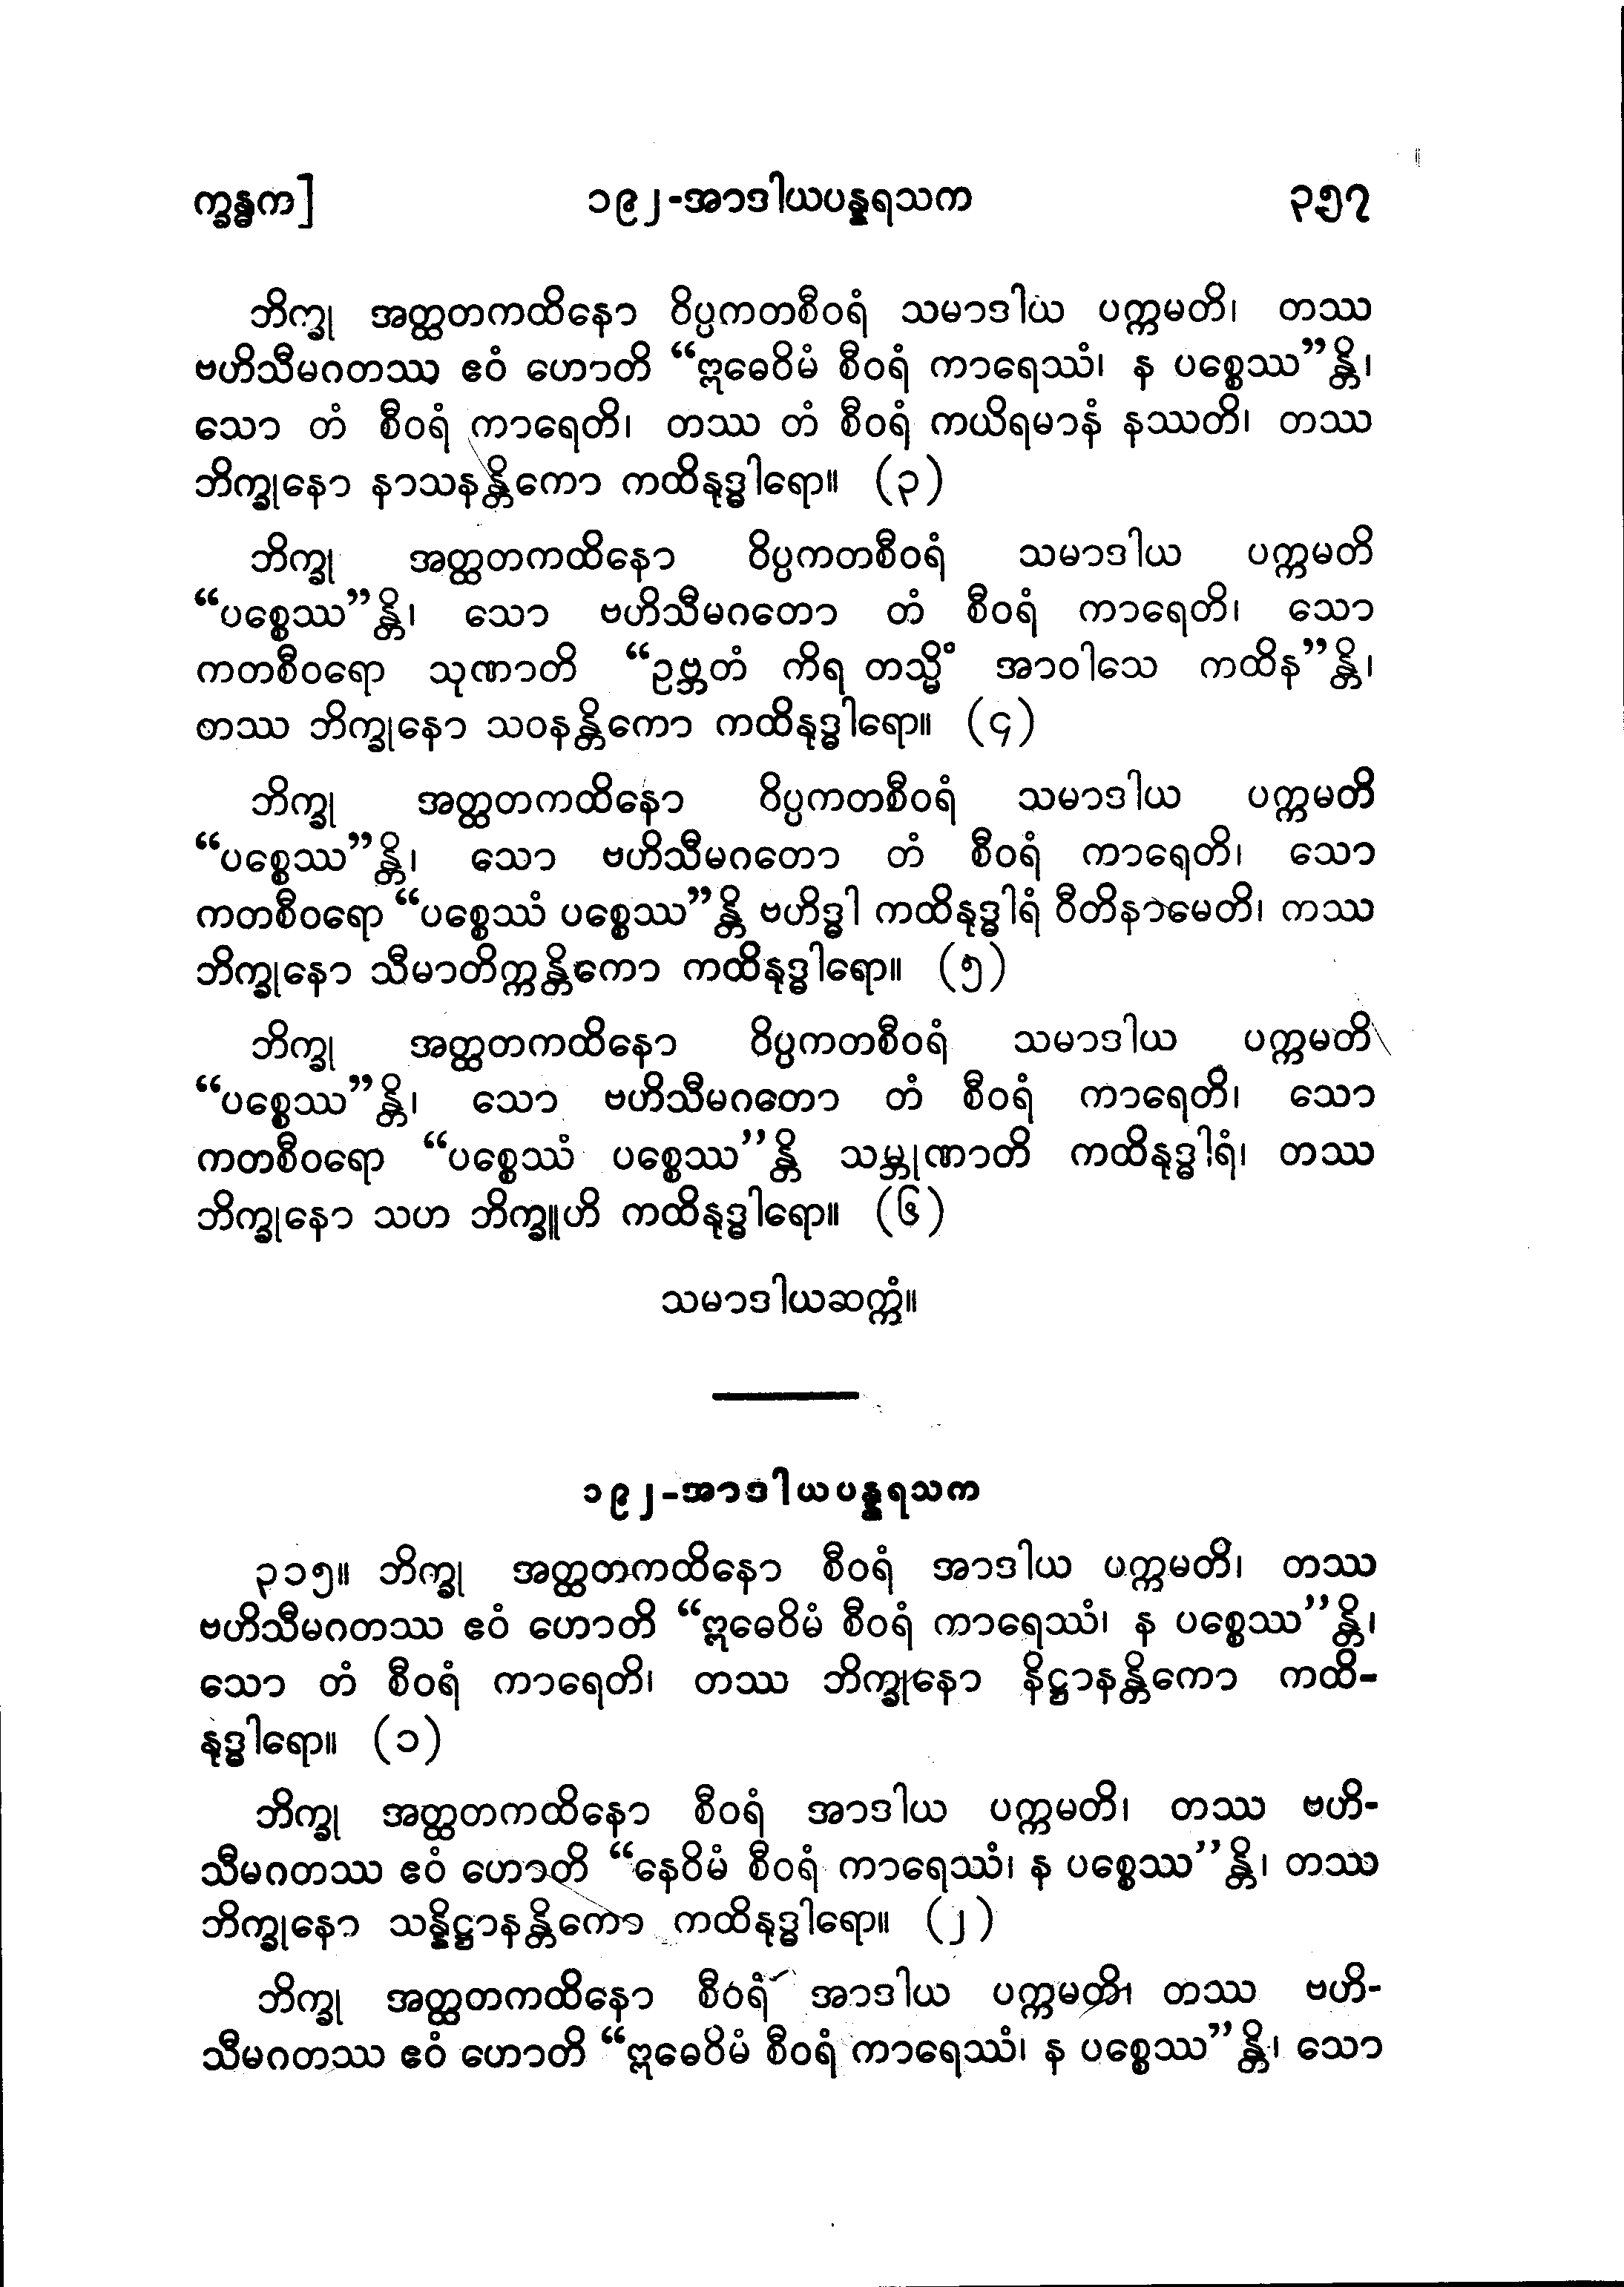 က္ခန္ဓက]
၁၉၂-အာဒါယပန္နရသက
၃၅၇
ဘိက္ခု အတ္ထတကထိနော ဝိပ္ပကတစီဝရံ သမာဒါယ ပက္ကမတိ၊ တဿ
ဗဟိသီမဂတဿ ဧဝံ ဟောတိ “ဣဓေဝိမံ စီဝရံ ကာရေဿံ၊ န ပစ္စေဿ”န္တိ၊
သော တံ စီဝရံ ကာရေတိ၊ တဿ တံ စီဝရံ ကယိရမာနံ နဿတိ၊ တဿ
ဘိက္ခုနော နာသနန္တိကော ကထိနုဒ္ဓါရော။ (၃)
ဘိက္ခု အတ္ထတကထိနော ဝိပ္ပကတစီဝရံ သမာဒါယ ပက္ကမတိ
“ပစ္စေဿ”န္တိ၊ သော ဗဟိသီမဂတော တံ စီဝရံ ကာရေတိ၊ သော
ကတစီဝရော သုဏာတိ “ဥဗ္ဘတံ ကိရ တသ္မိံ အာဝါသေ ကထိန”န္တိ၊
တဿ ဘိက္ခုနော သဝနန္တိကော ကထိနုဒ္ဓါရော။ (၄)
ဘိက္ခု အတ္ထတကထိနော ဝိပ္ပကတစီဝရံ သမာဒါယ ပက္ကမတိ
“ပစ္စေဿ”န္တိ၊ သော ဗဟိသီမဂတော တံ စီဝရံ ကာရေတိ၊ သော
ကတစီဝရော “ပစ္စေဿံ ပစ္စေဿ”န္တိ ဗဟိဒ္ဓါ ကထိနုဒ္ဓါရံ ဝီတိနာမေတိ၊ ကဿ
ဘိက္ခုနော သီမာတိက္ကန္တိကော ကထိနုဒ္ဓါရော။ (၅)
ဘိက္ခု အတ္ထတကထိနော ဝိပ္ပကတစီဝရံ သမာဒါယ ပက္ကမတိ
“ပစ္စေဿ”န္တိ၊ သော ဗဟိသီမဂတော တံ စီဝရံ ကာရေတိ၊ သော
ကတစီဝရော “ပစ္စေဿံ ပစ္စေဿ”န္တိ သမ္ဘုဏာတိ ကထိနုဒ္ဓါရံ၊ တဿ
ဘိက္ခုနော သဟ ဘိက္ခူဟိ ကထိနုဒ္ဓါရော။ (၆)
သမာဒါယဆက္ကံ။
၁၉၂-အာဒါယပန္နရသက
၃၁၅။ ဘိက္ခု အတ္ထတကထိနော စီဝရံ အာဒါယ ပက္ကမတိ၊ တဿ
ဗဟိသီမဂတဿ ဧဝံ ဟောတိ “ဣဓေဝိမံ စီဝရံ ကာရေဿံ၊ န ပစ္စေဿ”န္တိ၊
သော တံ စီဝရံ ကာရေတိ၊ တဿ ဘိက္ခုနော နိဋ္ဌာနန္တိကော ကထိ-
နုဒ္ဓါရော။ (၁)
ဘိက္ခု အတ္ထတကထိနော စီဝရံ အာဒါယ ပက္ကမတိ၊ တဿ ဗဟိ-
သီမဂတဿ ဧဝံ ဟောတိ “နေဝိမံ စီဝရံ ကာရေဿံ၊ န ပစ္စေဿ”န္တိ၊ တဿ
ဘိက္ခုနော သန္နိဋ္ဌာနန္တိကော ကထိနုဒ္ဓါရော။ (၂)
ဘိက္ခု အတ္ထတကထိနော စီဝရံ အာဒါယ ပက္ကမတိ၊ တဿ ဗဟိ-
သီမဂတဿ ဧဝံ ဟောတိ “ဣဓေဝိမံ စီဝရံ ကာရေဿံ၊ န ပစ္စေဿ”န္တိ၊ သော